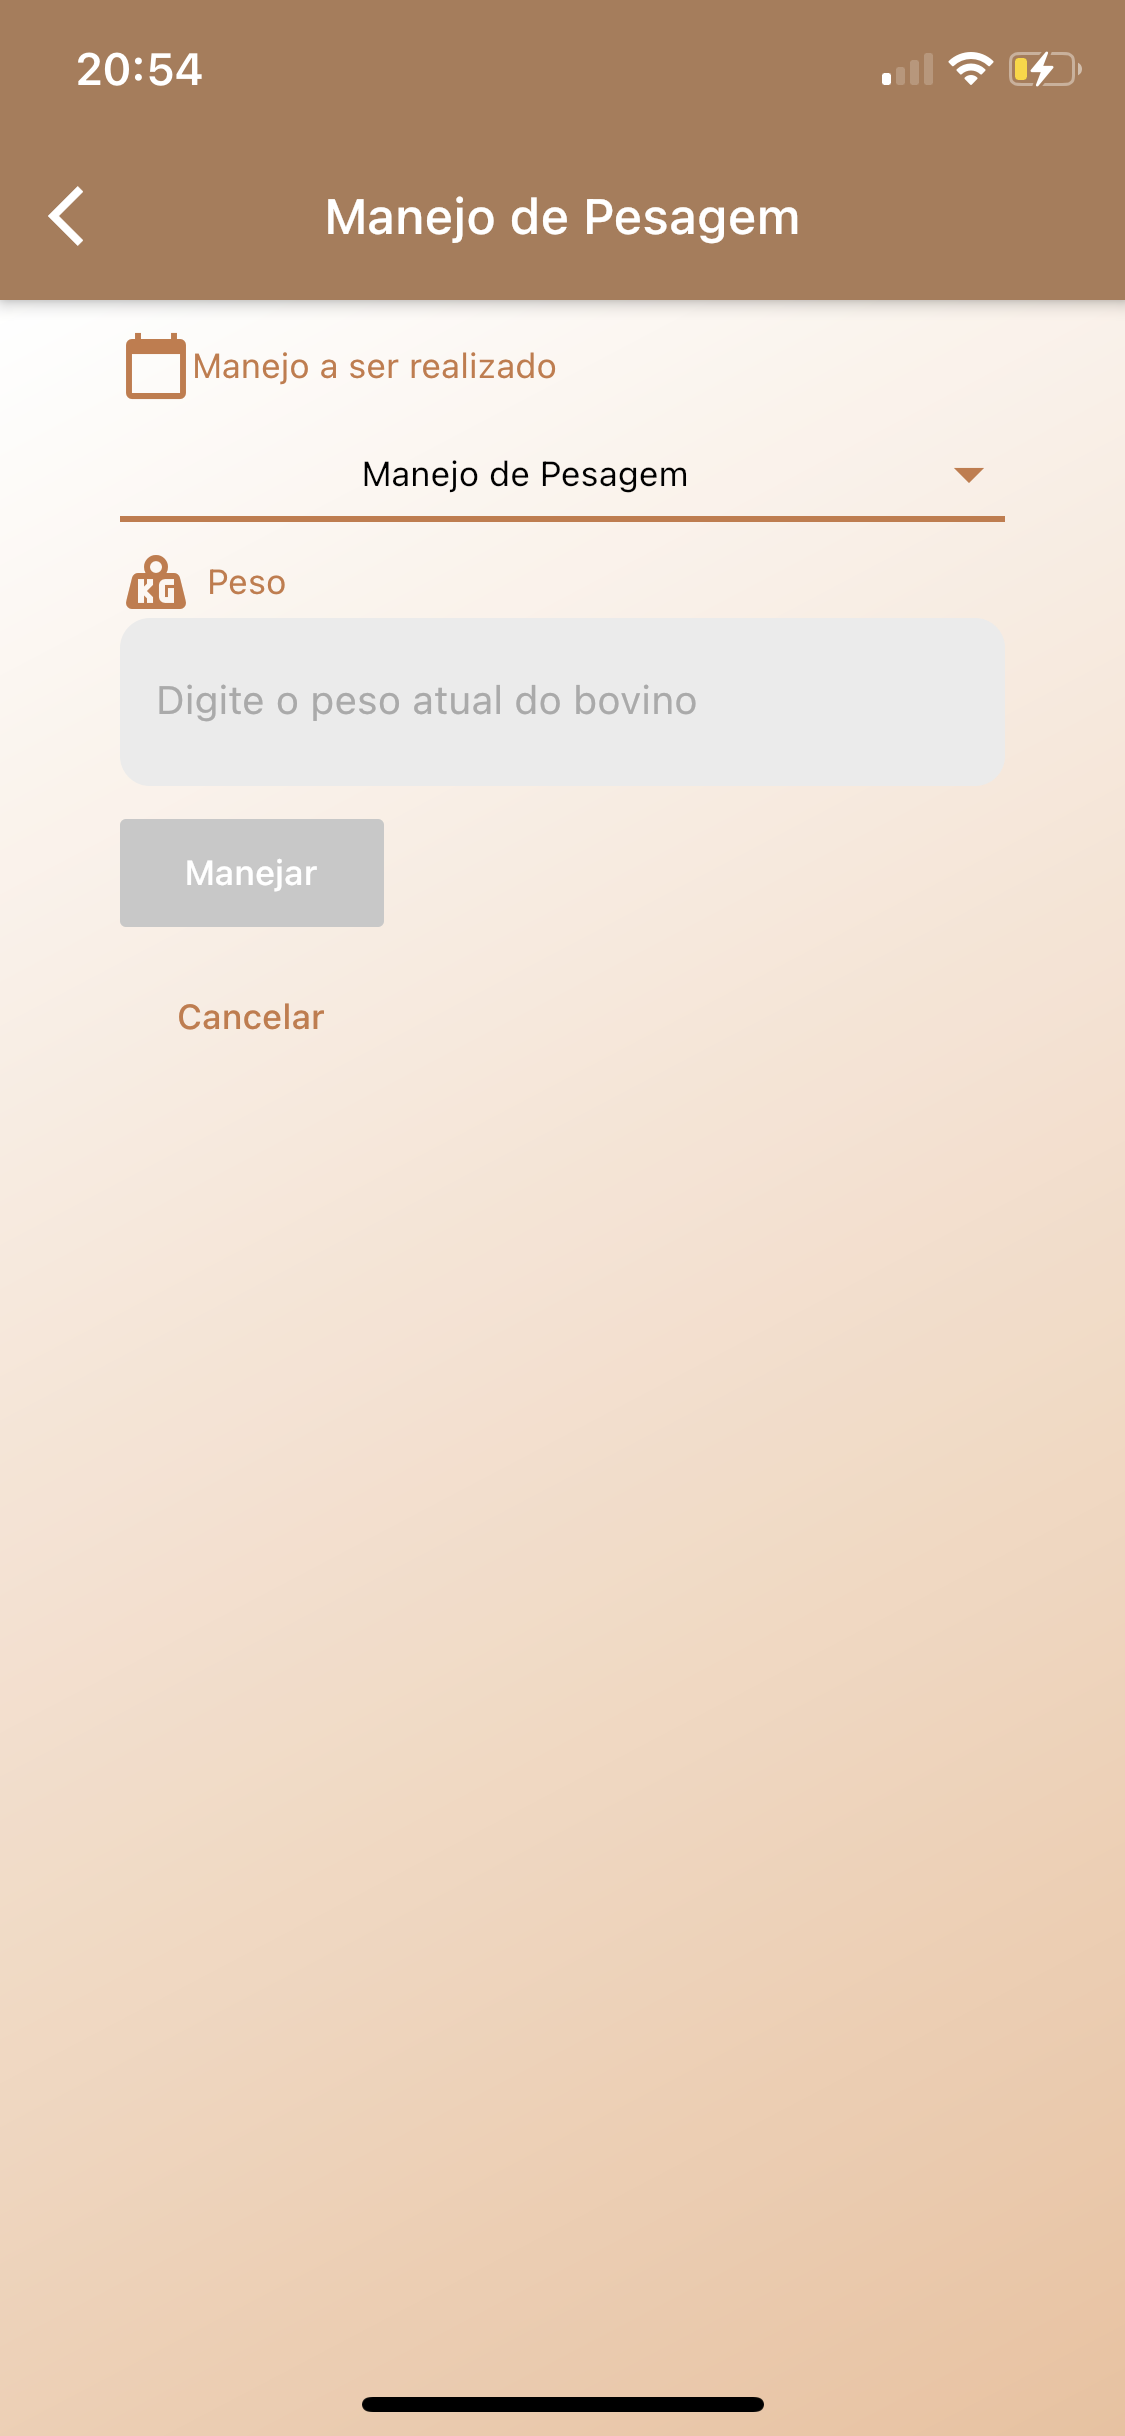 20:54
Manejo de Pesagem
Manejo a ser realizado
Manejo de Pesagem
KG Peso
Digite o peso atual do bovino
Manejar
Cancelar